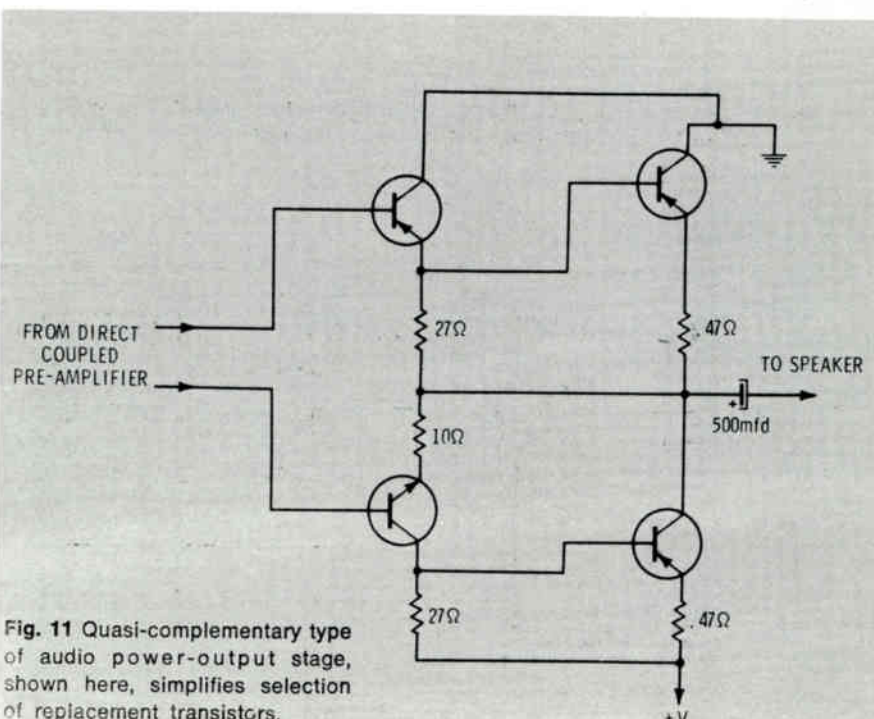 FROM DIRECT
COUPLED
PRE-AMPLIFIER
27Ω
.47Ω
TO SPEAKER
+
500mfd
10Ω
27Ω
.47Ω
+V
Fig. 11 Quasi-complementary type
of audio power-output stage,
shown here, simplifies selection
of replacement transistors.